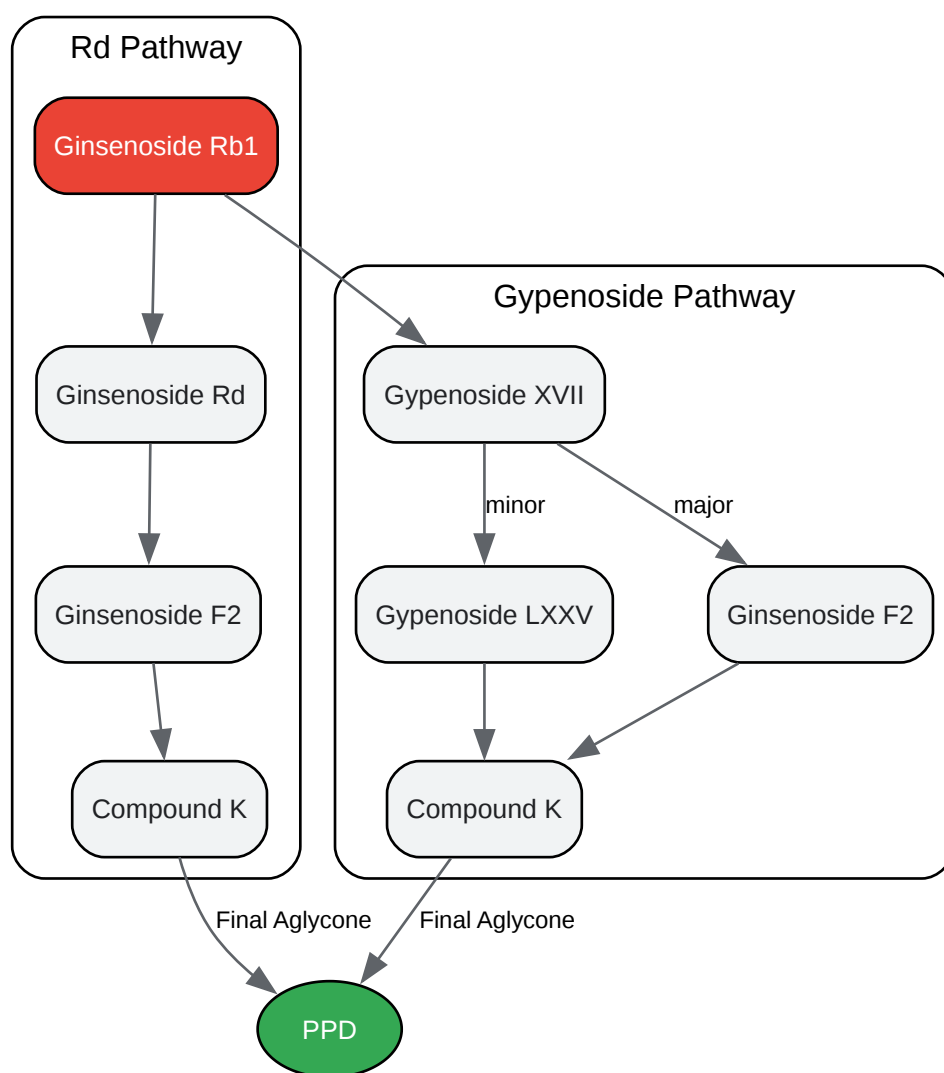 Rd Pathway
Ginsenoside Rb1
Gypenoside Pathway
Ginsenoside Rd
Gypenoside XVII
minor
major
Ginsenoside F2
Gypenoside LXXV
Ginsenoside F2
Compound K
Compound K
Final Aglycone
Final Aglycone
PPD